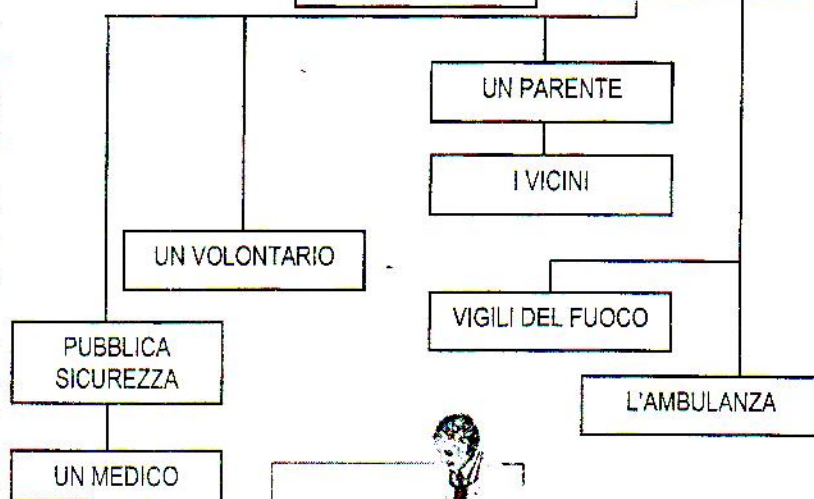 UN PARENTE
I VICINI
UN VOLONTARIO
VIGILI DEL FUOCO
PUBBLICA
SICUREZZA
L'AMBULANZA
UN MEDICO